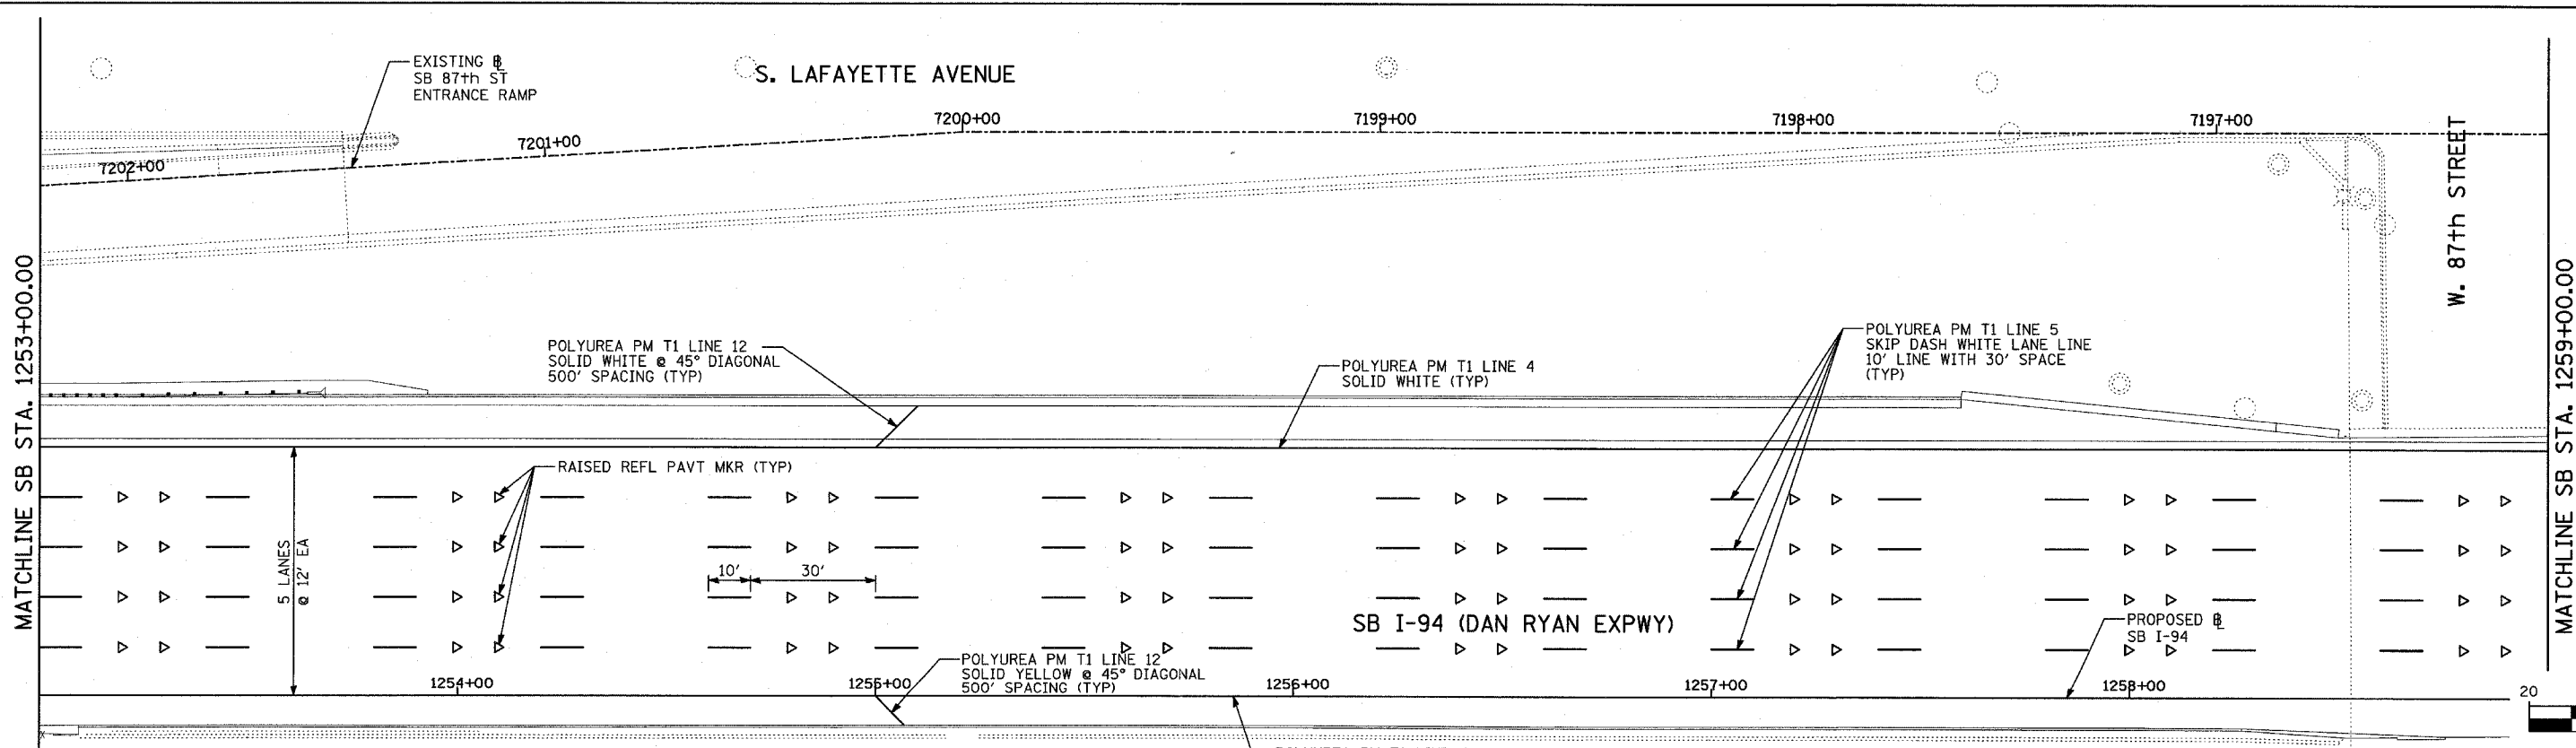 EXISTING ⅊
SB 87th ST
ENTRANCE RAMP
S. LAFAYETTE AVENUE
7202+00
7201+00
7200+00
7199+00
7198+00
7197+00
W. 87th STREET
MATCHLINE SB STA. 1253+00.00
MATCHLINE SB STA. 1259+00.00
POLYUREA PM T1 LINE 12
SOLID WHITE @ 45° DIAGONAL
500' SPACING (TYP)
POLYUREA PM T1 LINE 4
SOLID WHITE (TYP)
POLYUREA PM T1 LINE 5
SKIP DASH WHITE LANE LINE
10' LINE WITH 30' SPACE
(TYP)
RAISED REFL PAVT MKR (TYP)
5 LANES
@ 12' EA
10'
30'
SB I-94 (DAN RYAN EXPWY)
PROPOSED ⅊
SB I-94
POLYUREA PM T1 LINE 12
SOLID YELLOW @ 45° DIAGONAL
500' SPACING (TYP)
1254+00
1255+00
1256+00
1257+00
1258+00
20